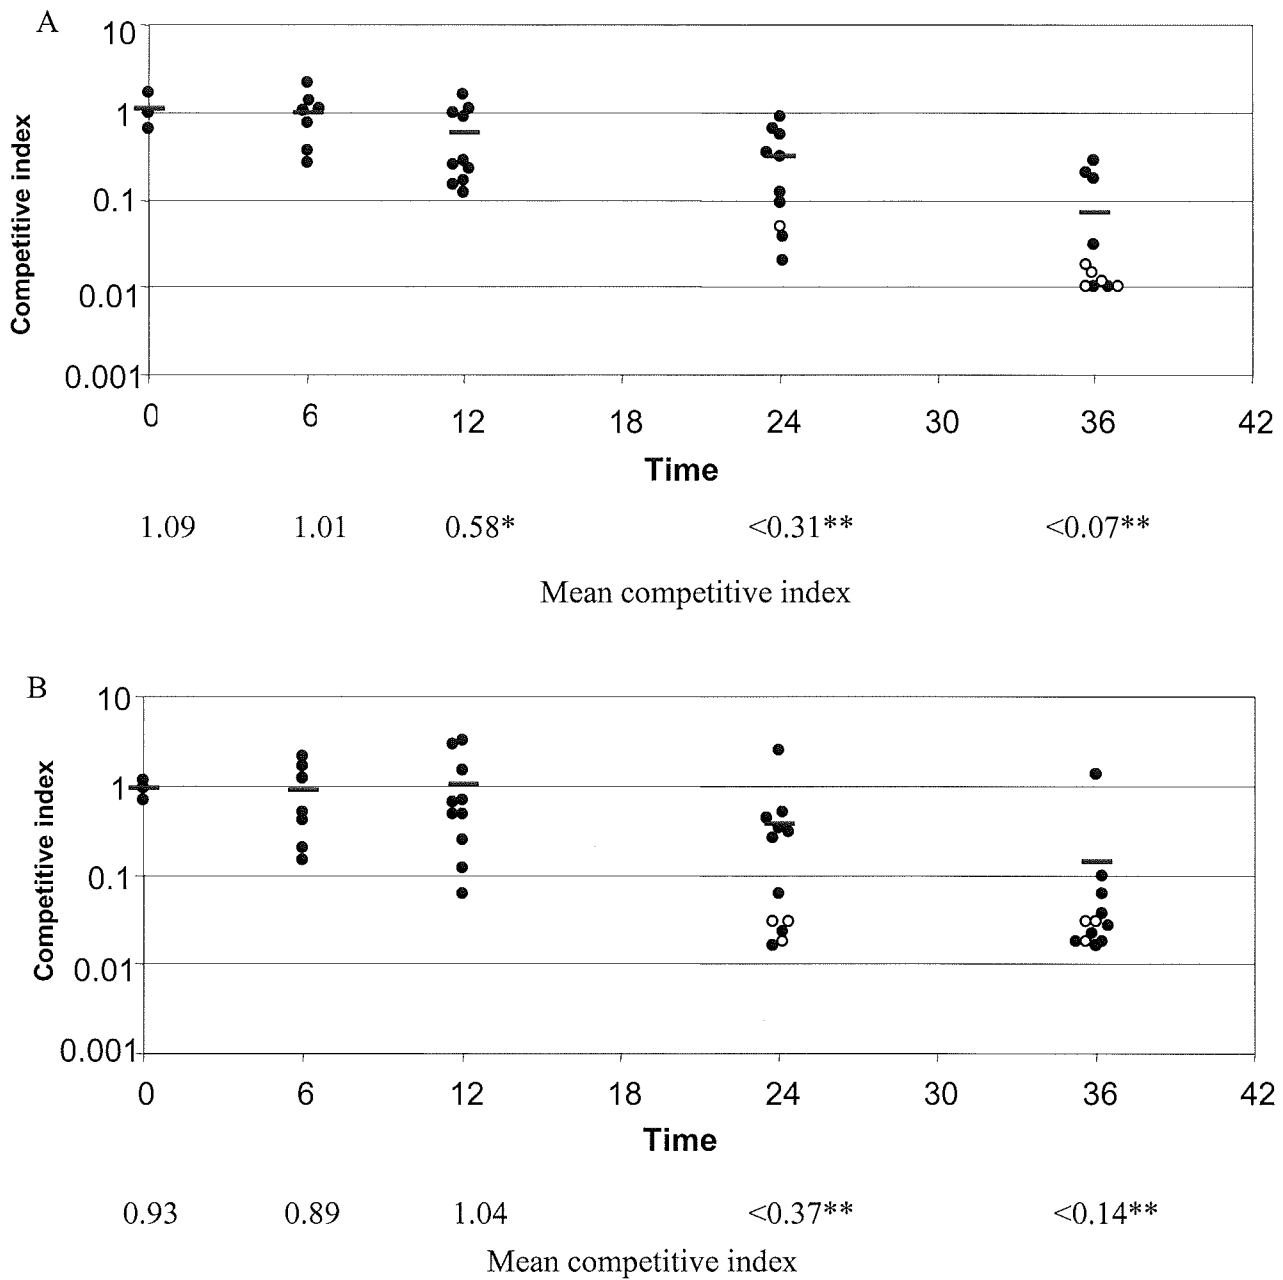 A
10
1
0.1
0.01
0.001
Competitive index
0 6 12 18 24 30 36 42
Time
1.09 1.01 0.58* <0.31** <0.07**
Mean competitive index
B
10
1
0.1
0.01
0.001
Competitive index
0 6 12 18 24 30 36 42
Time
0.93 0.89 1.04 <0.37** <0.14**
Mean competitive index